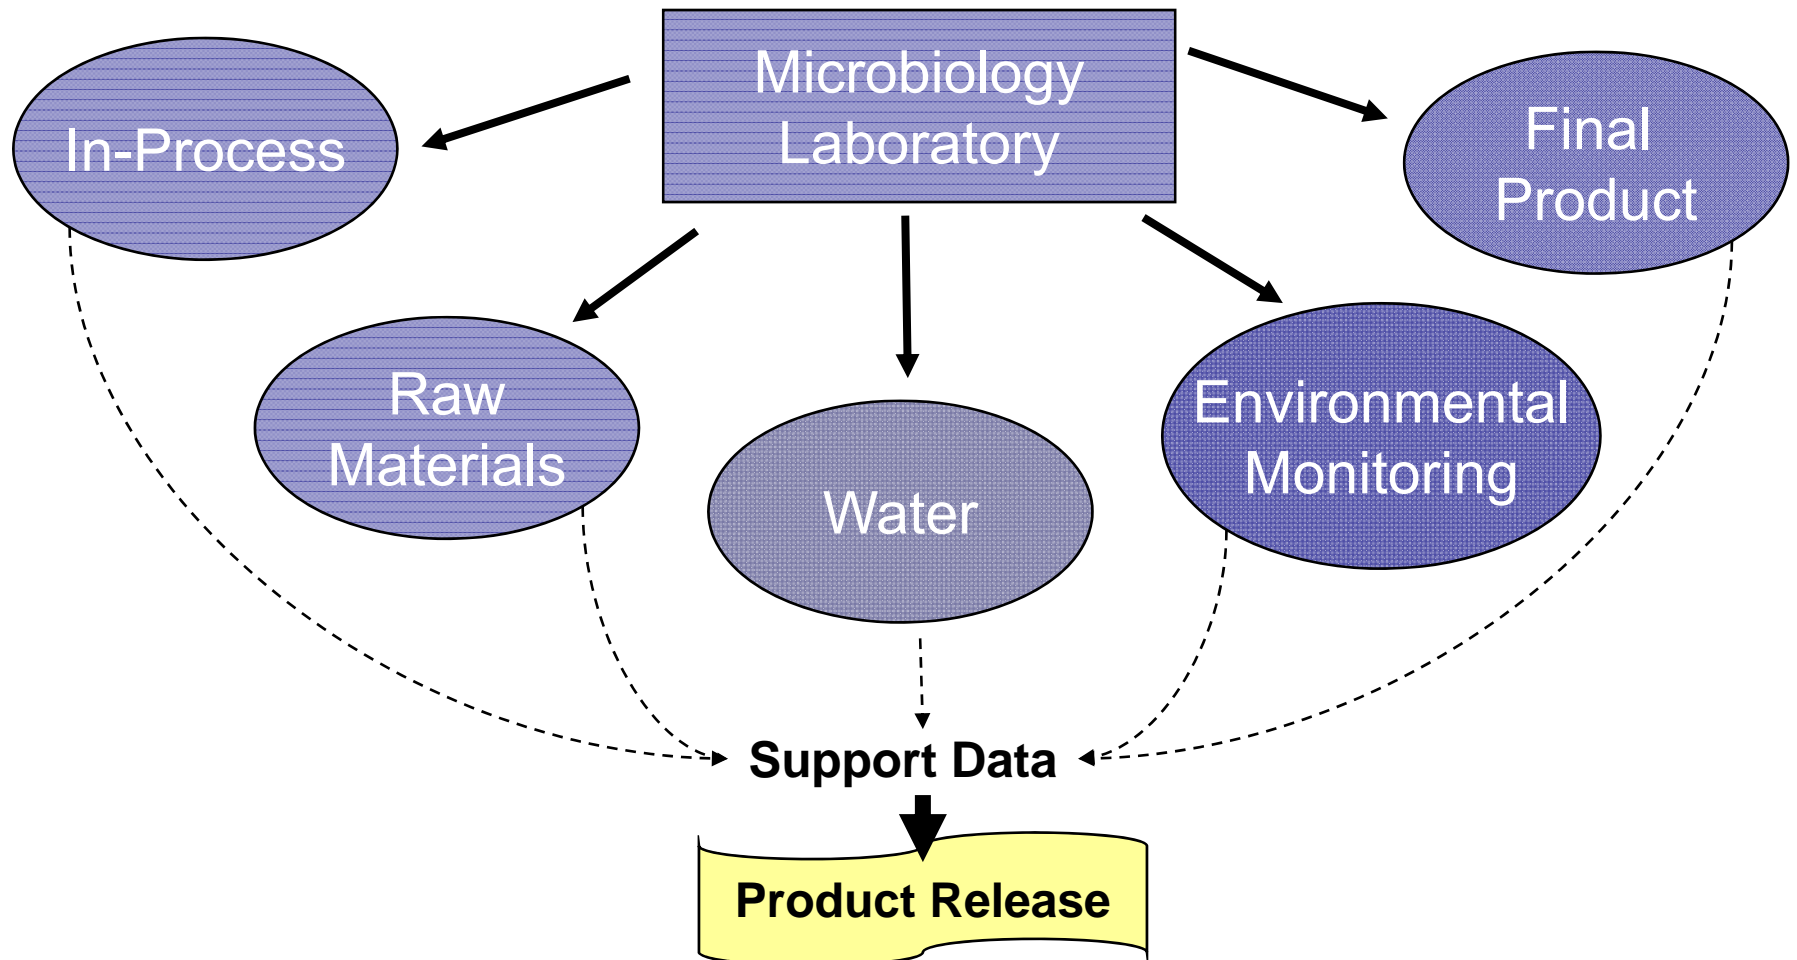 Microbiology
Laboratory
In-Process
Final
Product
Raw
Materials
Water
Environmental
Monitoring
Support Data
Product Release